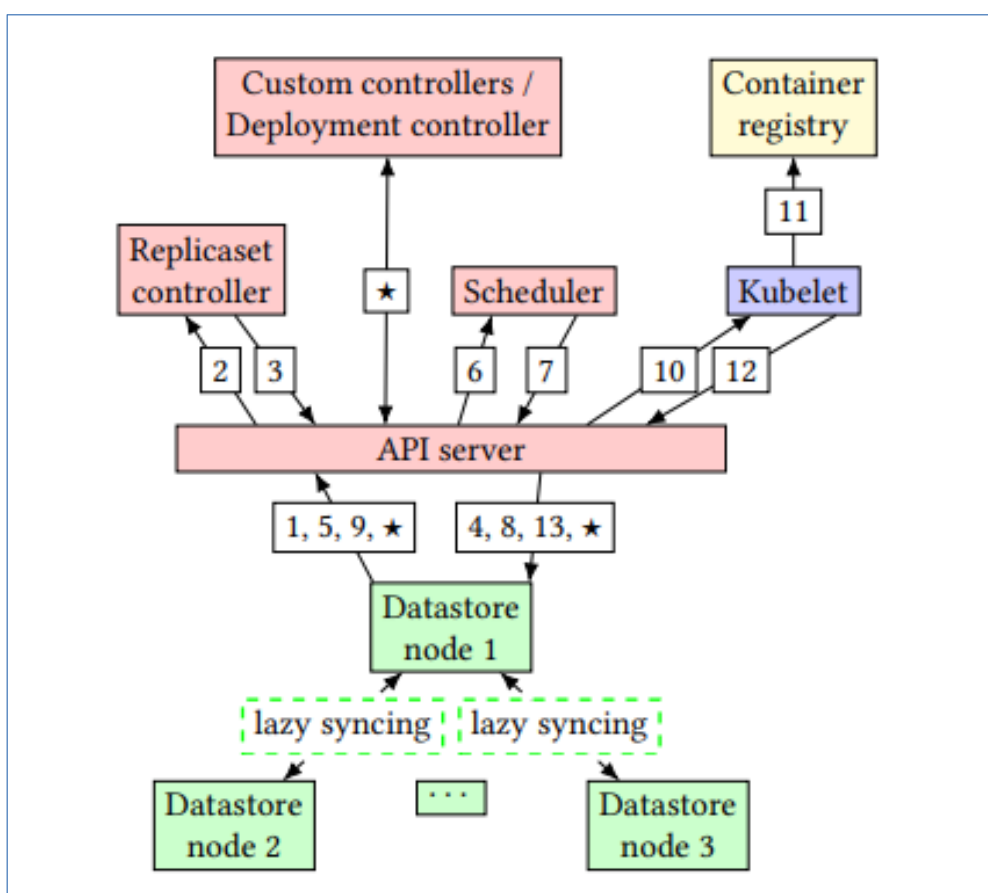 Custom controllers /
Deployment controller
Container
registry
11
Replicaset
controller
★
Scheduler
Kubelet
2
3
6
7
10
12
API server
1, 5, 9, ★
4, 8, 13, ★
Datastore
node 1
lazy syncing
lazy syncing
Datastore
node 2
· · ·
Datastore
node 3